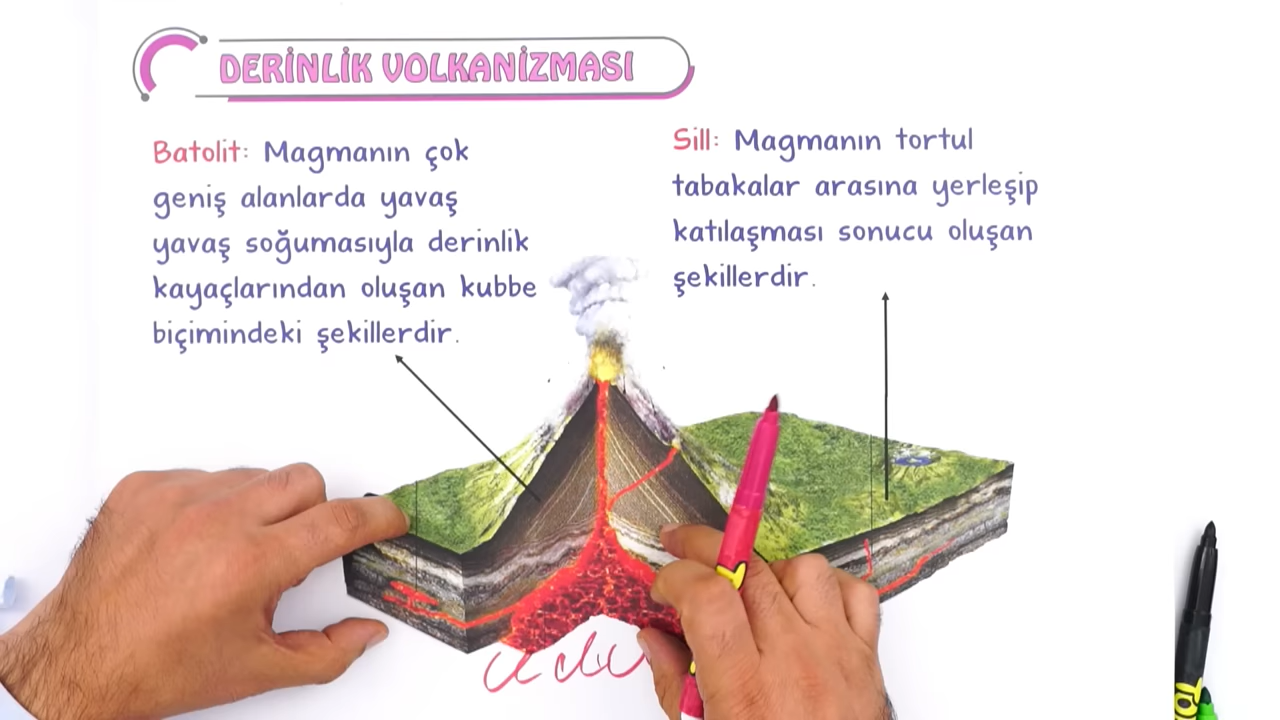 DERİNLİK VOLKANİZMASI
Batolit: Magmanın çok
geniş alanlarda yavaş
yavaş soğumasıyla derinlik
kayaçlarından oluşan kubbe
biçimindeki şekillerdir.
Sill: Magmanın tortul
tabakalar arasına yerleşip
katılaşması sonucu oluşan
şekillerdir.